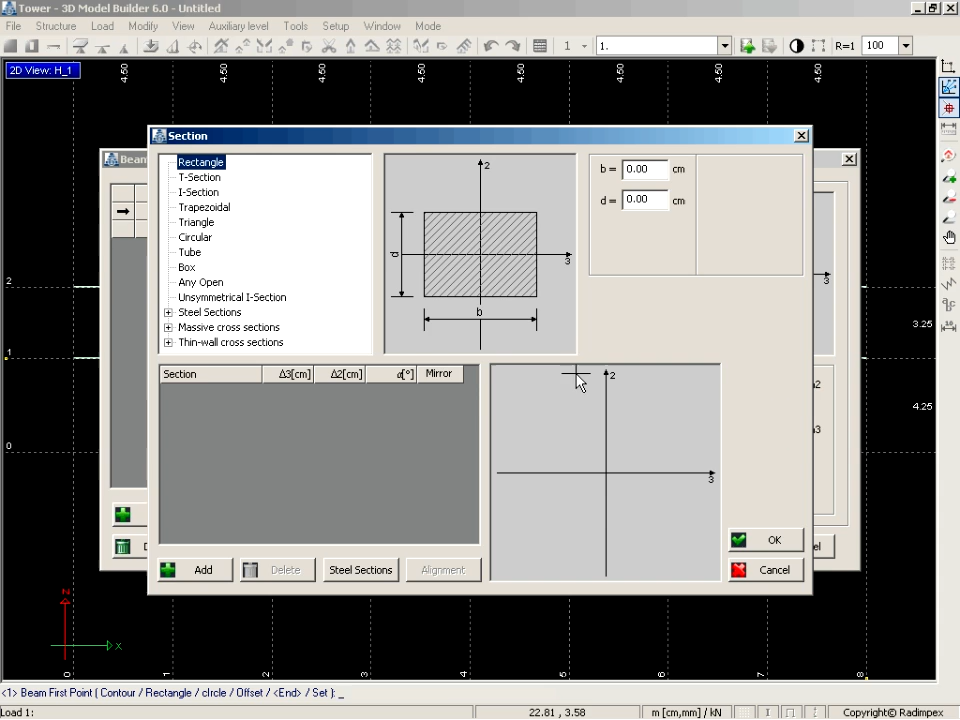 Tower - 3D Model Builder 6.0 - Untitled
File Structure Load Modify View Auxiliary level Tools Setup Window Mode
1 1. R=1 100
2D View: H_1
4.50 4.50 4.50 4.50 4.50 4.50 4.50 4.50
Section
Beam
Rectangle
T-Section
I-Section
Trapezoidal
Triangle
Circular
Tube
Box
Any Open
Unsymmetrical I-Section
Steel Sections
Massive cross sections
Thin-wall cross sections
2
3
d
b
b = 0.00 cm
d = 0.00 cm
3
2
1
0
3.25
4.25
Section Δ3[cm] Δ2[cm] α[°] Mirror
2
3
OK
Cancel
Add Delete Steel Sections Alignment
Z
X
0 1 2 3 4 5 6 7 8
<1> Beam First Point ( Contour / Rectangle / cIrcle / Offset / <End> / Set ): _
Load 1: 22.81 , 3.58 m [cm,mm] / kN Copyright© Radimpex